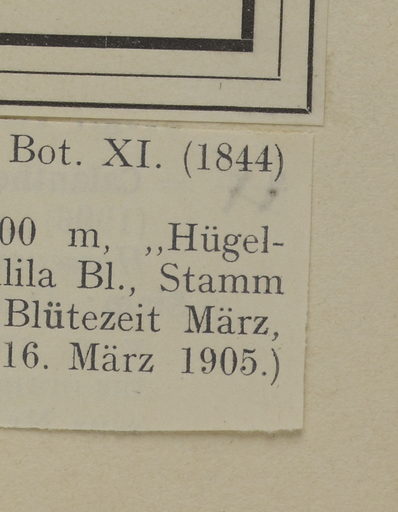 Bot. XI. (1844)
00 m, „Hügel-
lila Bl., Stamm
Blütezeit März,
16. März 1905.)